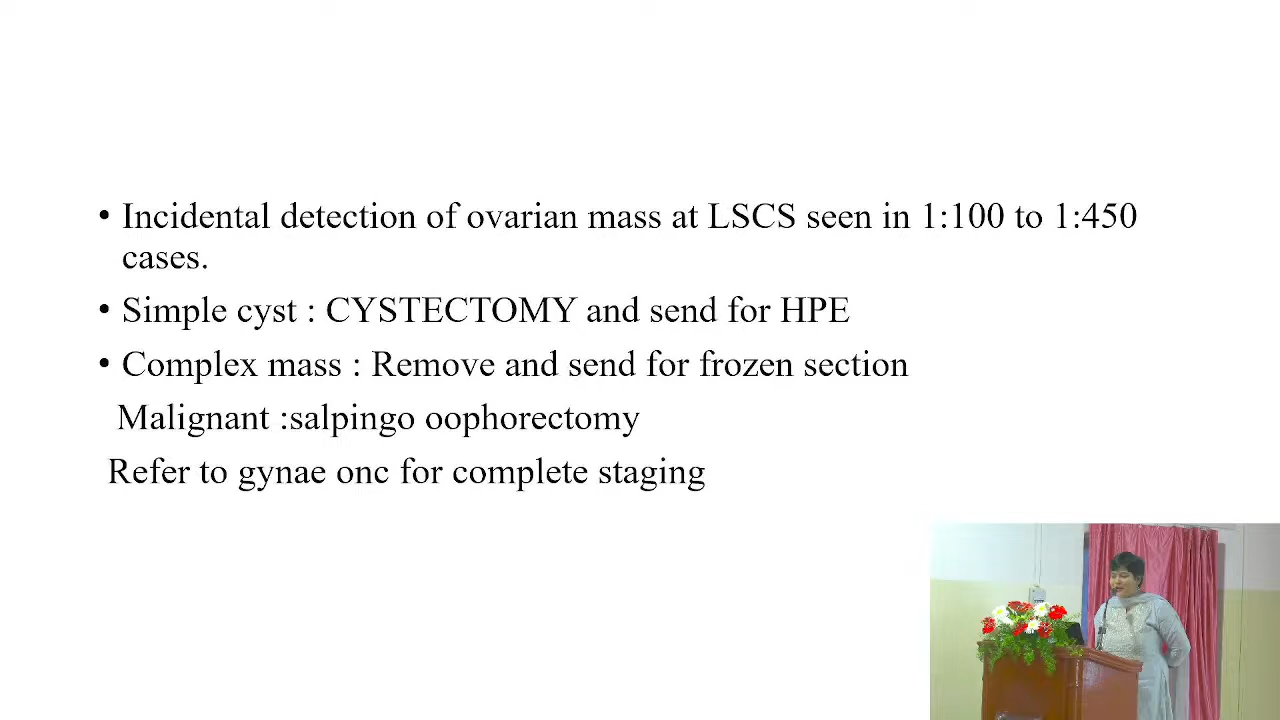 • Incidental detection of ovarian mass at LSCS seen in 1:100 to 1:450
cases.
• Simple cyst : CYSTECTOMY and send for HPE
• Complex mass : Remove and send for frozen section
Malignant :salpingo oophorectomy
Refer to gynae onc for complete staging